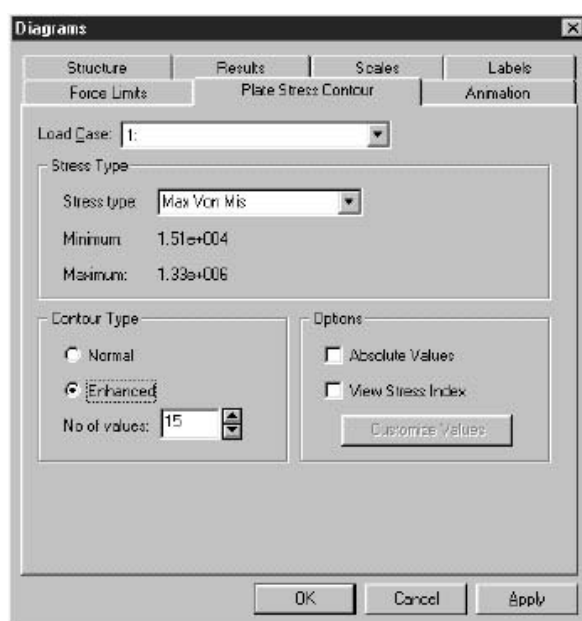 Diagrams
Structure Results Scales Labels
Force Limits Plate Stress Contour Animation
Load Case: 1:
Stress Type
Stress type: Max Von Mis
Minimum: 1.51e+004
Maximum: 1.33e+006
Contour Type
Normal
Enhanced
No of values: 15
Options
Absolute Values
View Stress Index
Customize Values
OK Cancel Apply